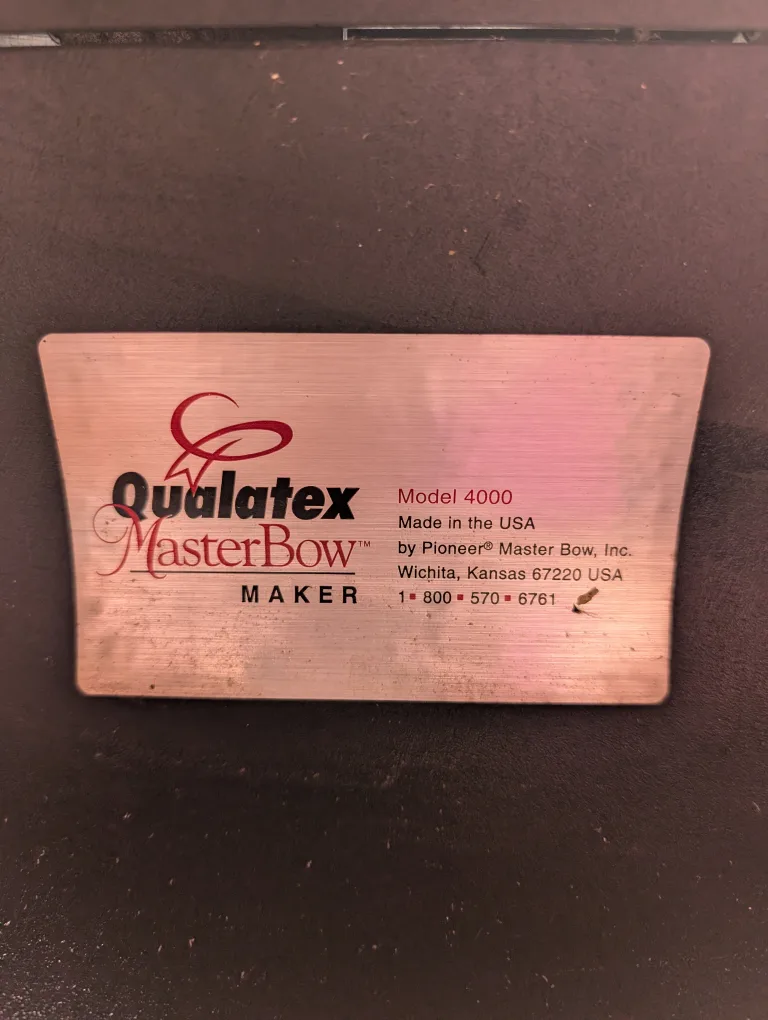 Qualatex
MasterBow™
MAKER
Model 4000
Made in the USA
by Pioneer® Master Bow, Inc.
Wichita, Kansas 67220 USA
1▪800▪570▪6761